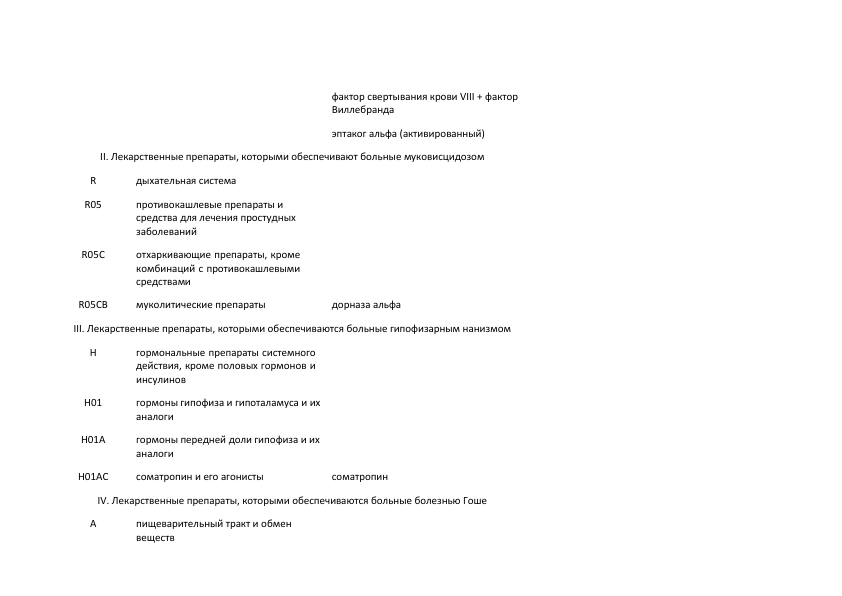 фактор свертывания крови VIII + фактор
Виллебранда
эптаког альфа (активированный)
II. Лекарственные препараты, которыми обеспечивают больные муковисцидозом
R дыхательная система
R05 противокашлевые препараты и
средства для лечения простудных
заболеваний
R05C отхаркивающие препараты, кроме
комбинаций с противокашлевыми
средствами
R05CB муколитические препараты дорназа альфа
III. Лекарственные препараты, которыми обеспечиваются больные гипофизарным нанизмом
H гормональные препараты системного
действия, кроме половых гормонов и
инсулинов
H01 гормоны гипофиза и гипоталамуса и их
аналоги
H01A гормоны передней доли гипофиза и их
аналоги
H01AC соматропин и его агонисты соматропин
IV. Лекарственные препараты, которыми обеспечиваются больные болезнью Гоше
A пищеварительный тракт и обмен
веществ